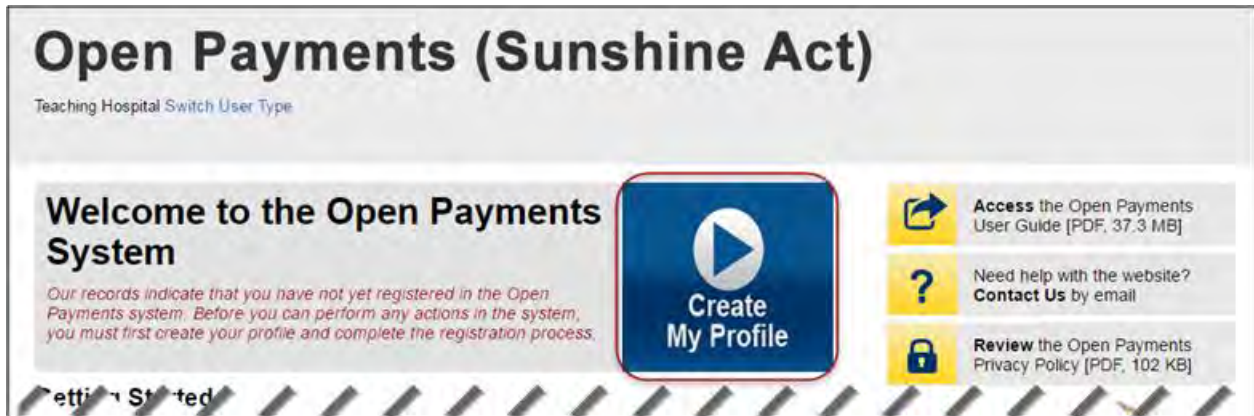 Open Payments (Sunshine Act)
Teaching Hospital Switch User Type
Welcome to the Open Payments
System
Our records indicate that you have not yet registered in the Open
Payments system. Before you can perform any actions in the system,
you must first create your profile and complete the registration process.
Create
My Profile
Access the Open Payments
User Guide [PDF, 37.3 MB]
?
Need help with the website?
Contact Us by email
Review the Open Payments
Privacy Policy [PDF, 102 KB]
Getting Started